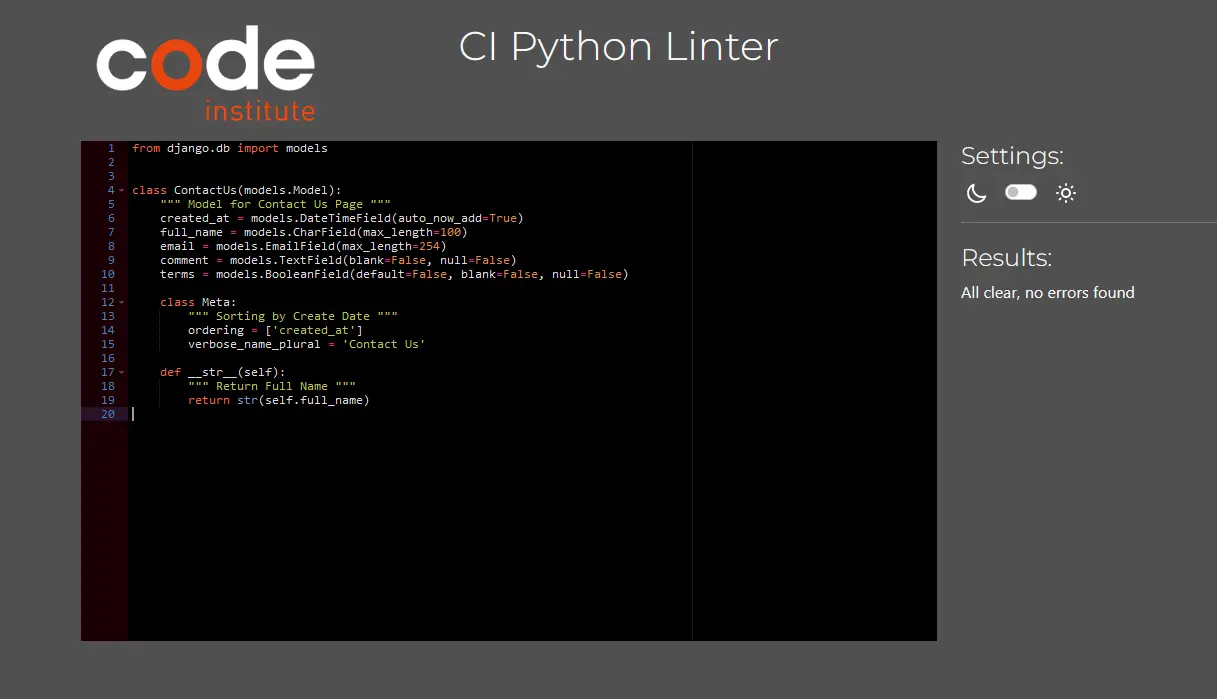 code
institute
CI Python Linter
1 from django.db import models
2
3
4 class ContactUs(models.Model):
5     """ Model for Contact Us Page """
6     created_at = models.DateTimeField(auto_now_add=True)
7     full_name = models.CharField(max_length=100)
8     email = models.EmailField(max_length=254)
9     comment = models.TextField(blank=False, null=False)
10     terms = models.BooleanField(default=False, blank=False, null=False)
11
12     class Meta:
13         """ Sorting by Create Date """
14         ordering = ['created_at']
15         verbose_name_plural = 'Contact Us'
16
17     def __str__(self):
18         """ Return Full Name """
19         return str(self.full_name)
20
Settings:
Results:
All clear, no errors found